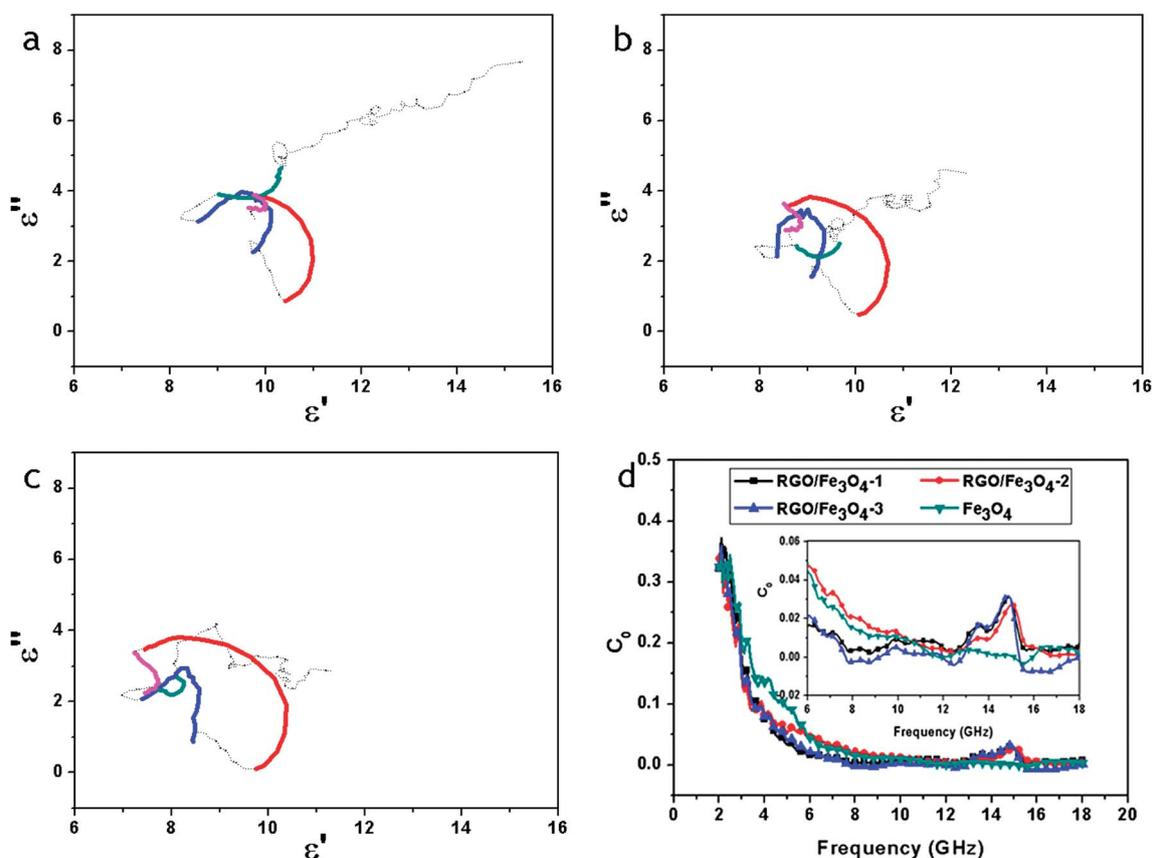 a
8
6
4
2
0
ε''
6 8 10 12 14 16
ε'
b
8
6
4
2
0
ε''
6 8 10 12 14 16
ε'
c
8
6
4
2
0
ε''
6 8 10 12 14 16
ε'
d
0.5
0.4
0.3
0.2
0.1
0.0
C₀
RGO/Fe₃O₄-1 RGO/Fe₃O₄-2
RGO/Fe₃O₄-3 Fe₃O₄
0.06
0.04
0.02
0.00
-0.02
C₀
6 8 10 12 14 16 18
Frequency (GHz)
0 2 4 6 8 10 12 14 16 18 20
Frequency (GHz)